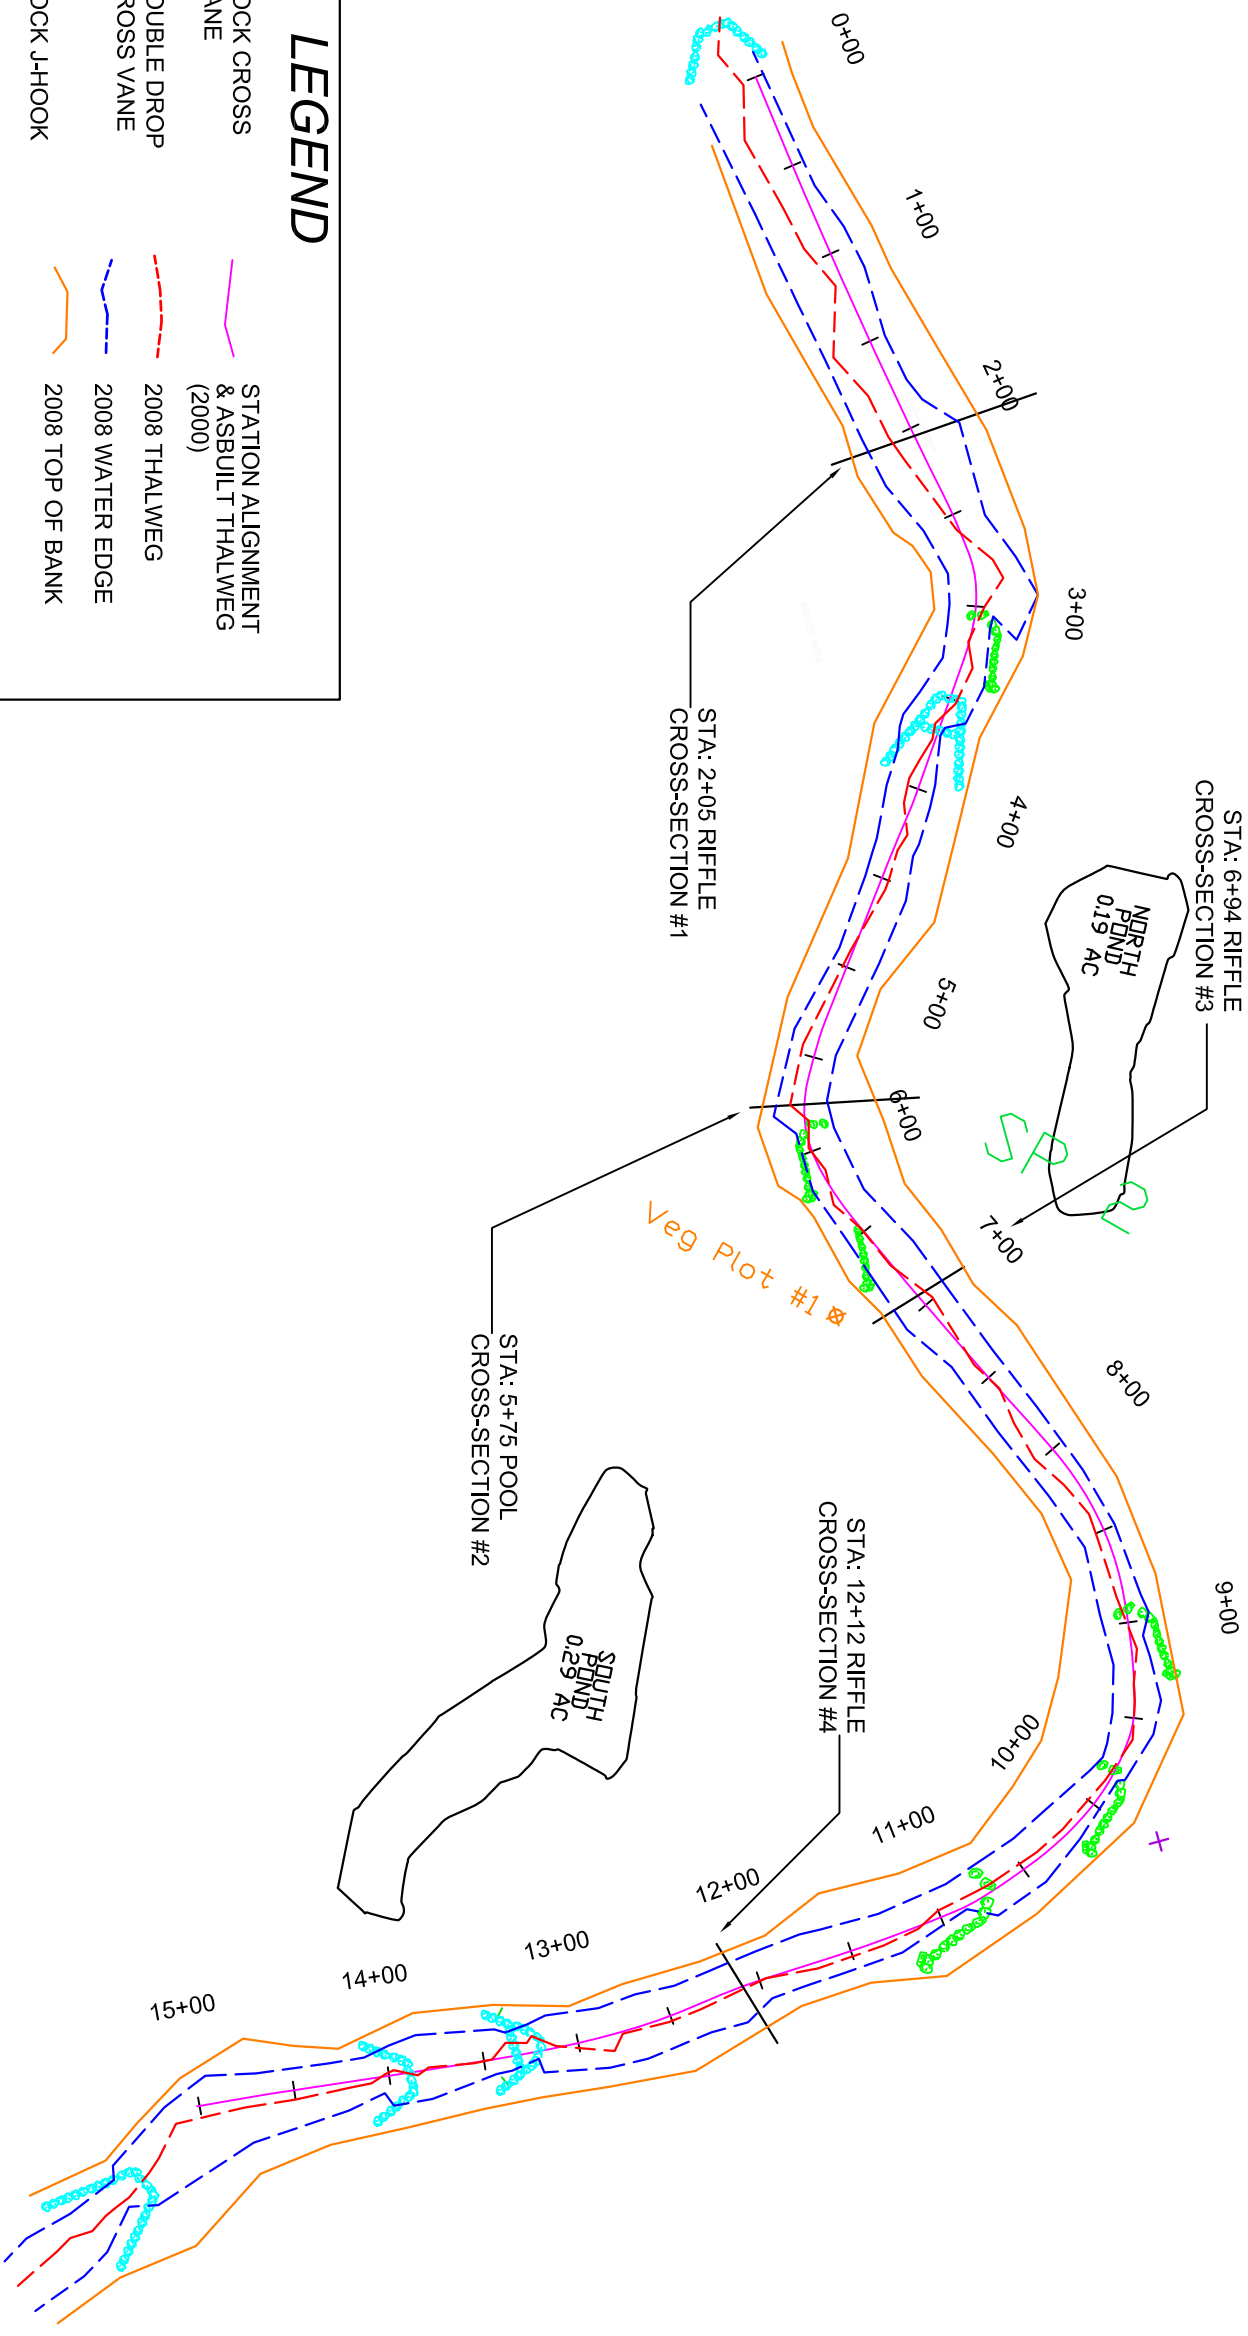 LEGEND
OCK CROSS
ANE
OUBLE DROP
ROSS VANE
OCK J-HOOK
STATION ALIGNMENT
& ASBUILT THALWEG
(2000)
2008 THALWEG
2008 WATER EDGE
2008 TOP OF BANK
0+00
1+00
2+00
3+00
4+00
5+00
6+00
7+00
8+00
9+00
10+00
11+00
12+00
13+00
14+00
15+00
STA: 2+05 RIFFLE
CROSS-SECTION #1
STA: 6+94 RIFFLE
CROSS-SECTION #3
NORTH
POND
0.19 AC
Veg Plot #1
STA: 5+75 POOL
CROSS-SECTION #2
SOUTH
POND
0.29 AC
STA: 12+12 RIFFLE
CROSS-SECTION #4